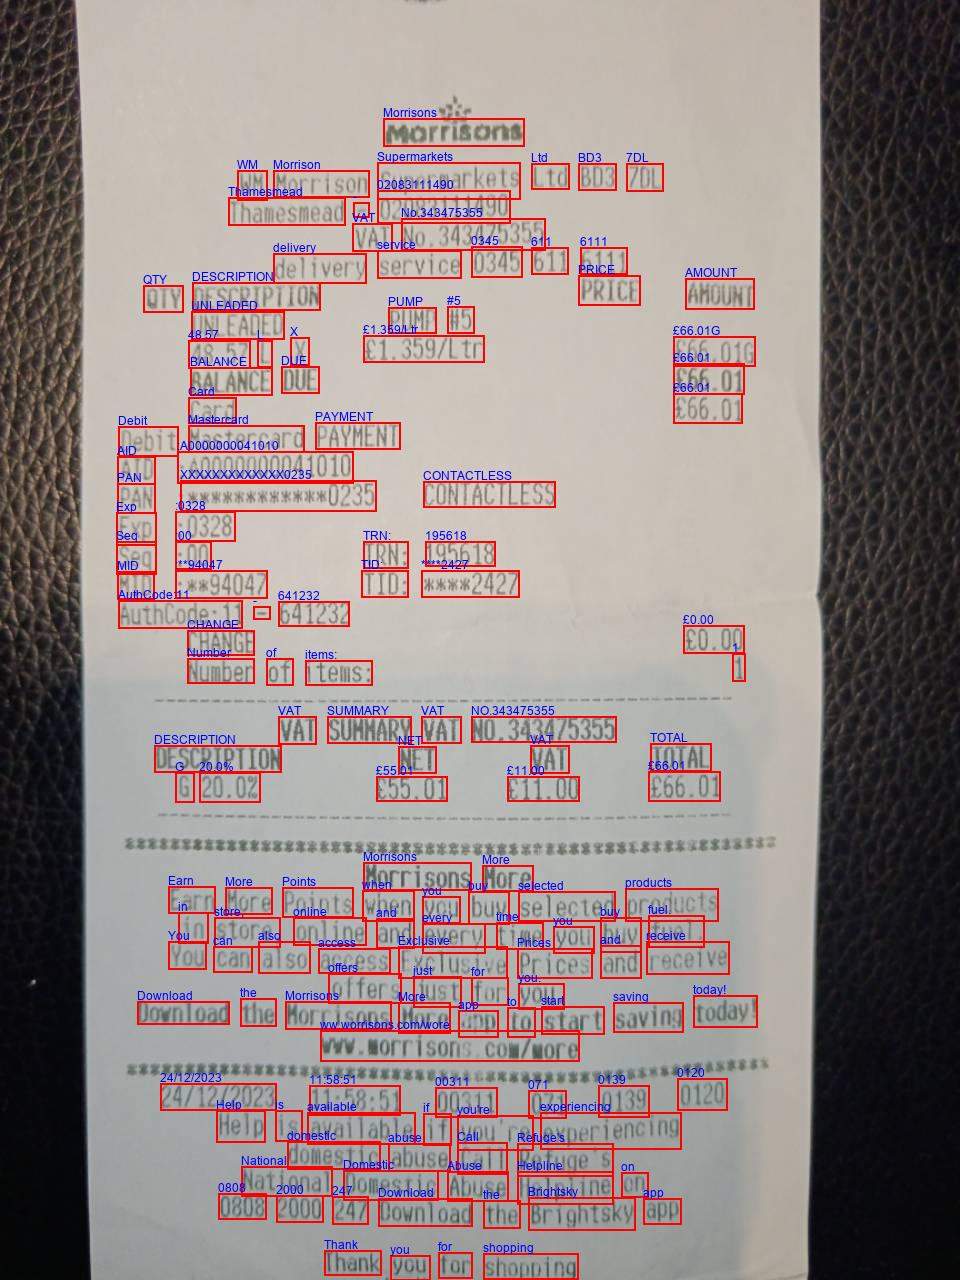 Morrisons
WM Morrison Supermarkets Ltd BD3 7DL
Thamesmead - 02083111490
VAT No.343475355
delivery service 0345 611 6111
QTY DESCRIPTION PRICE AMOUNT
UNLEADED PUMP #5
48.57 L X £1.359/Ltr £66.01G
BALANCE DUE £66.01
Card £66.01
Debit Mastercard PAYMENT
AID :A0000000041010
PAN :************0235 CONTACTLESS
Exp :0328
Seq :00 TRN: 195618
MID :**94047 TID: ****2427
AuthCode:11 - 641232
CHANGE £0.00
Number of items: 1
VAT SUMMARY VAT NO.343475355
DESCRIPTION NET VAT TOTAL
G 20.0% £55.01 £11.00 £66.01
Morrisons More
Earn More Points when you buy selected products
in store, online and every time you buy fuel.
You can also access Exclusive Prices and receive
offers just for you.
Download the Morrisons More app to start saving today!
www.morrisons.com/more
24/12/2023 11:58:51 00311 071 0139 0120
Help is available if you're experiencing
domestic abuse Call Refuge's
National Domestic Abuse Helpline on
0808 2000 247 Download the Brightsky app
Thank you for shopping